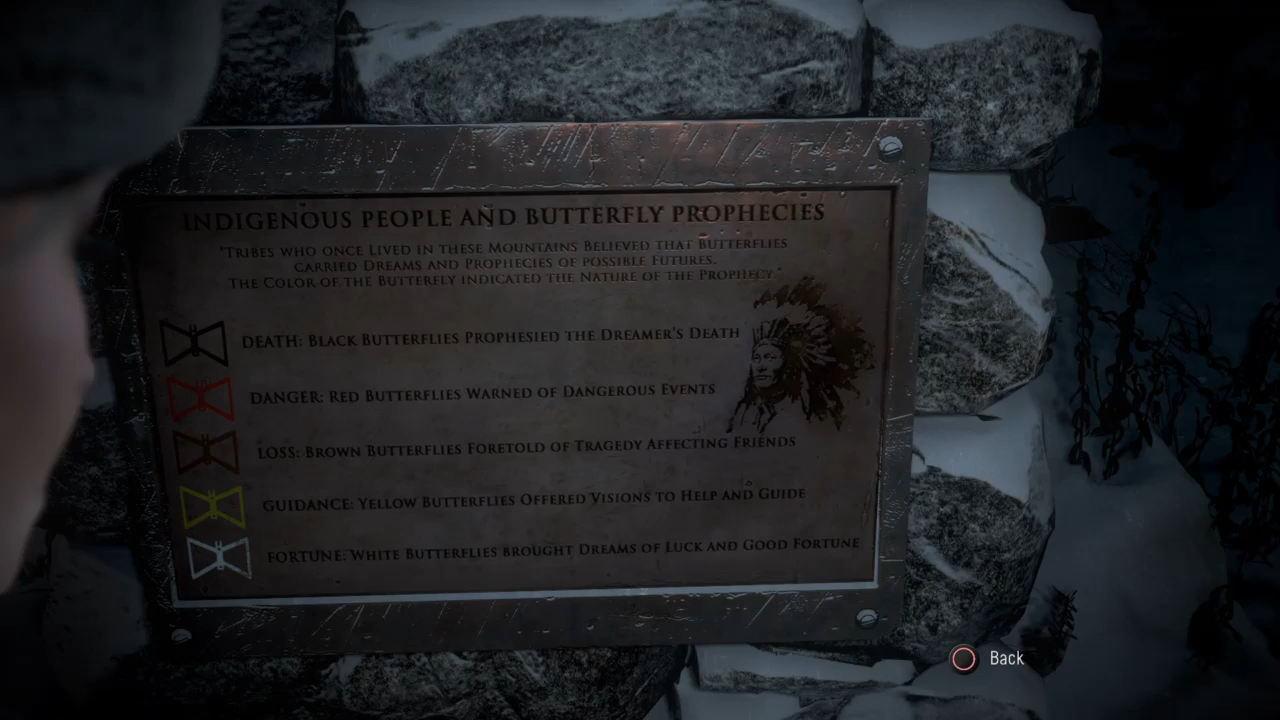 INDIGENOUS PEOPLE AND BUTTERFLY PROPHECIES
"TRIBES WHO ONCE LIVED IN THESE MOUNTAINS BELIEVED THAT BUTTERFLIES
CARRIED DREAMS AND PROPHECIES OF POSSIBLE FUTURES.
THE COLOR OF THE BUTTERFLY INDICATED THE NATURE OF THE PROPHECY."
DEATH: BLACK BUTTERFLIES PROPHESIED THE DREAMER'S DEATH
DANGER: RED BUTTERFLIES WARNED OF DANGEROUS EVENTS
LOSS: BROWN BUTTERFLIES FORETOLD OF TRAGEDY AFFECTING FRIENDS
GUIDANCE: YELLOW BUTTERFLIES OFFERED VISIONS TO HELP AND GUIDE
FORTUNE: WHITE BUTTERFLIES BROUGHT DREAMS OF LUCK AND GOOD FORTUNE
Back